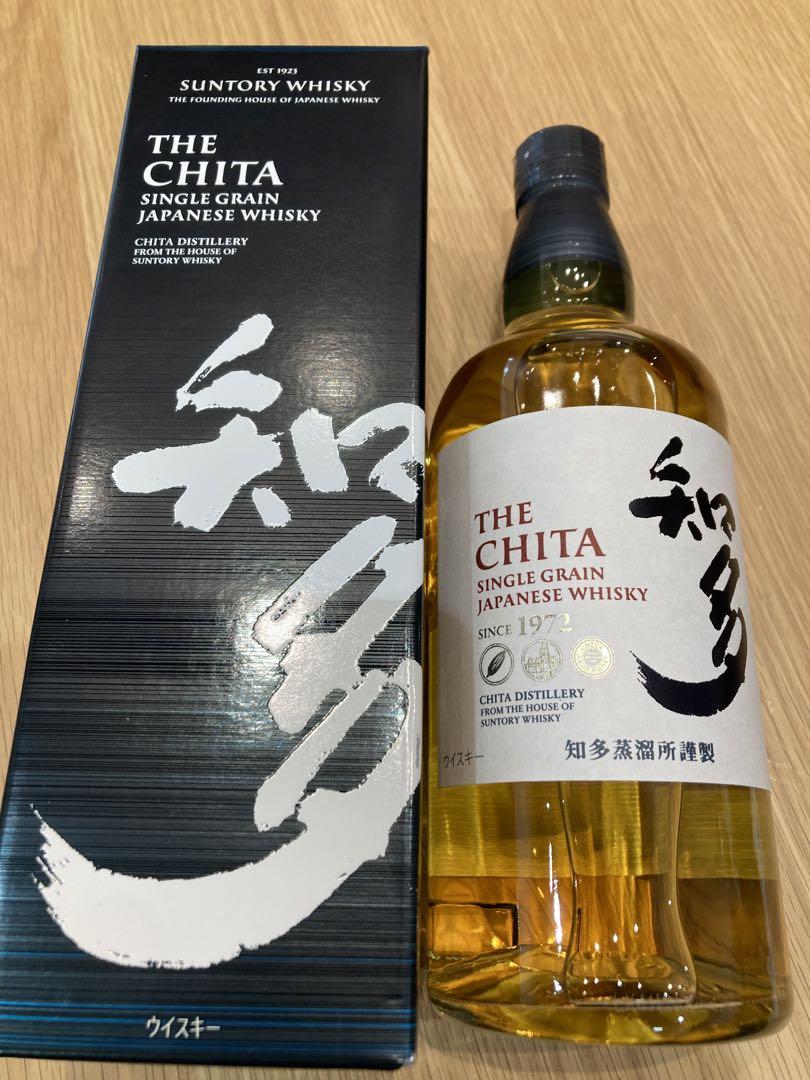 EST 1923
SUNTORY WHISKY
THE FOUNDING HOUSE OF JAPANESE WHISKY
THE
CHITA
SINGLE GRAIN
JAPANESE WHISKY
CHITA DISTILLERY
FROM THE HOUSE OF
SUNTORY WHISKY
知多
ウイスキー
THE
CHITA
SINGLE GRAIN
JAPANESE WHISKY
SINCE 1972
CHITA DISTILLERY
FROM THE HOUSE OF
SUNTORY WHISKY
知多
ウイスキー
知多蒸溜所謹製